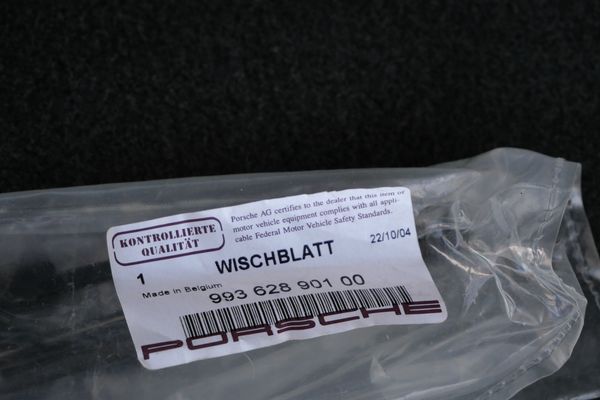 KONTROLLIERTE
QUALITÄT
Porsche AG certifies to the dealer that this item or
motor vehicle equipment complies with all appli-
cable Federal Motor Vehicle Safety Standards.
1
WISCHBLATT
22/10/04
Made in Belgium
993 628 901 00
PORSCHE